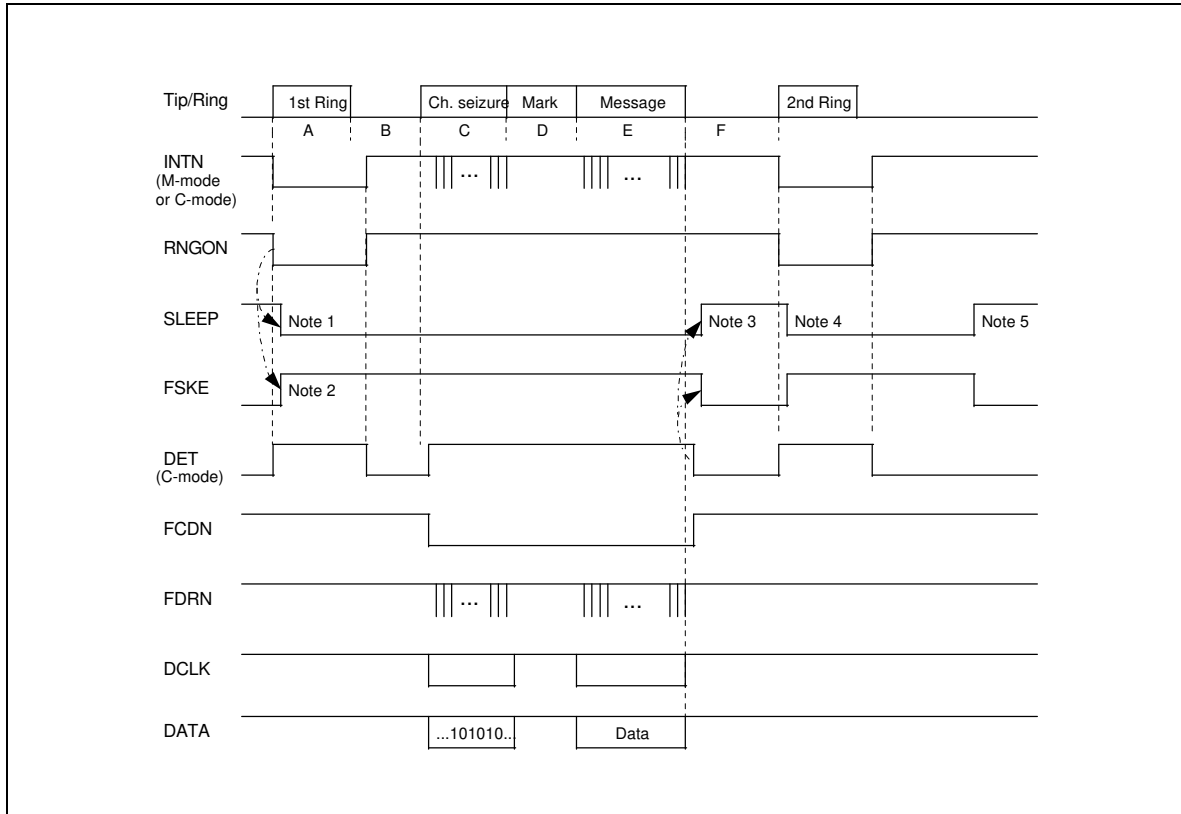 Tip/Ring
1st Ring
Ch. seizure
Mark
Message
2nd Ring
A
B
C
D
E
F
INTN
(M-mode
or C-mode)
...
...
RNGON
SLEEP
Note 1
Note 3
Note 4
Note 5
FSKE
Note 2
DET
(C-mode)
FCDN
FDRN
...
...
DCLK
DATA
...101010...
Data